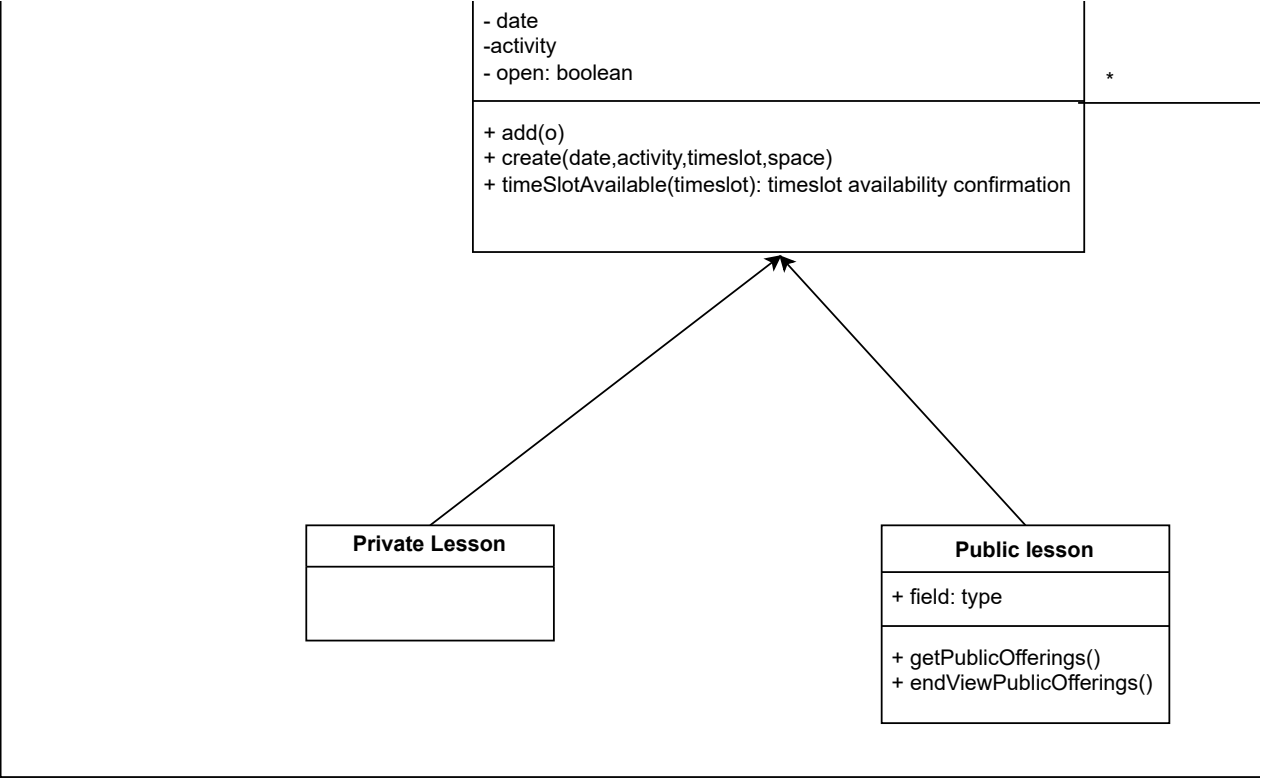 - date
-activity
- open: boolean
*
+ add(o)
+ create(date,activity,timeslot,space)
+ timeSlotAvailable(timeslot): timeslot availability confirmation
Private Lesson
Public lesson
+ field: type
+ getPublicOfferings()
+ endViewPublicOfferings()